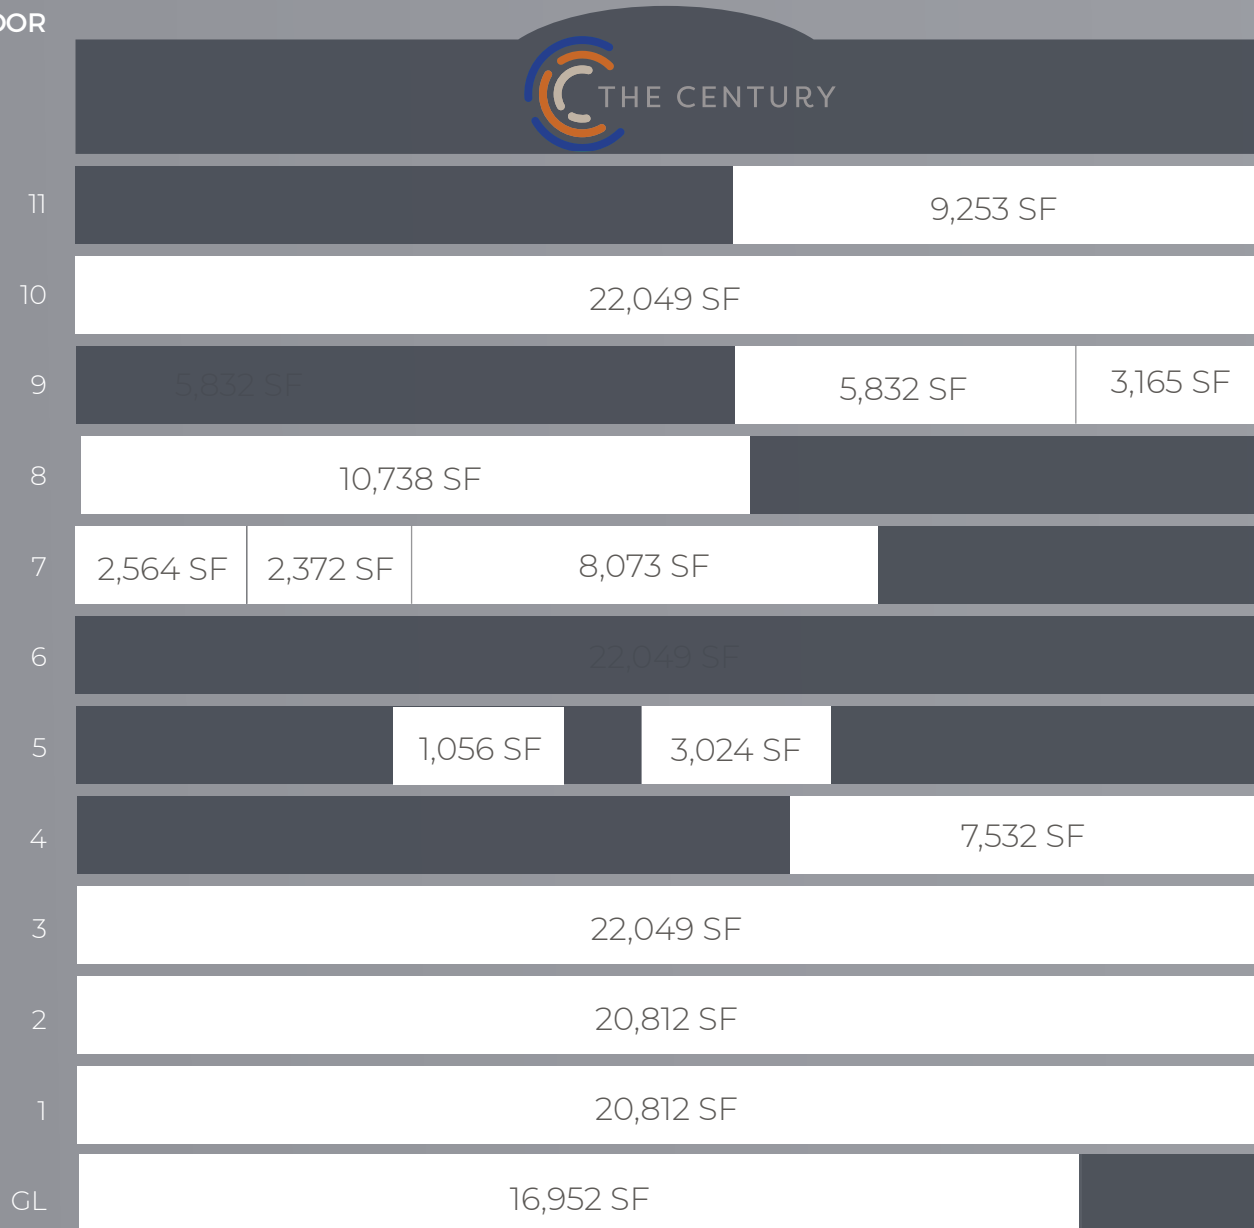 OOR
THE CENTURY
11
9,253 SF
10
22,049 SF
9
5,832 SF
5,832 SF
3,165 SF
8
10,738 SF
7
2,564 SF
2,372 SF
8,073 SF
6
22,049 SF
5
1,056 SF
3,024 SF
4
7,532 SF
3
22,049 SF
2
20,812 SF
1
20,812 SF
GL
16,952 SF